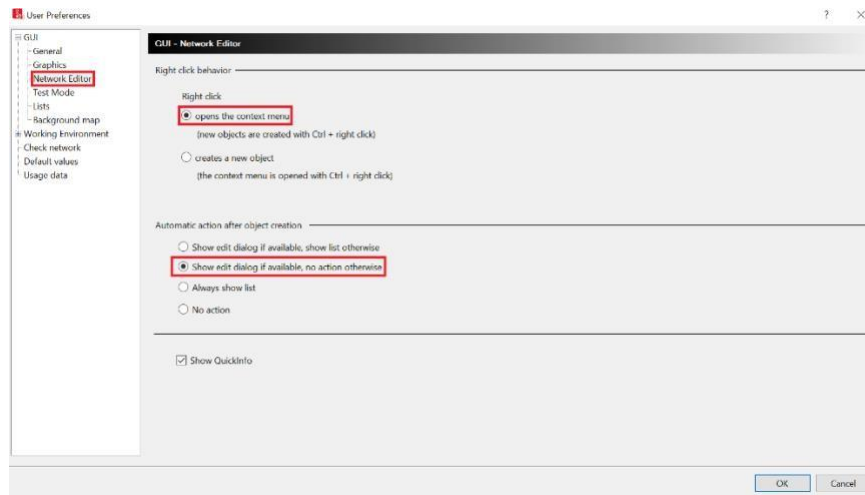 User Preferences
?
GUI
General
Graphics
Network Editor
Test Mode
Lists
Background map
Working Environment
Check network
Default values
Usage data
GUI - Network Editor
Right click behavior
Right click
opens the context menu
(new objects are created with Ctrl + right click)
creates a new object
(the context menu is opened with Ctrl + right click)
Automatic action after object creation
Show edit dialog if available, show list otherwise
Show edit dialog if available, no action otherwise
Always show list
No action
Show QuickInfo
OK Cancel